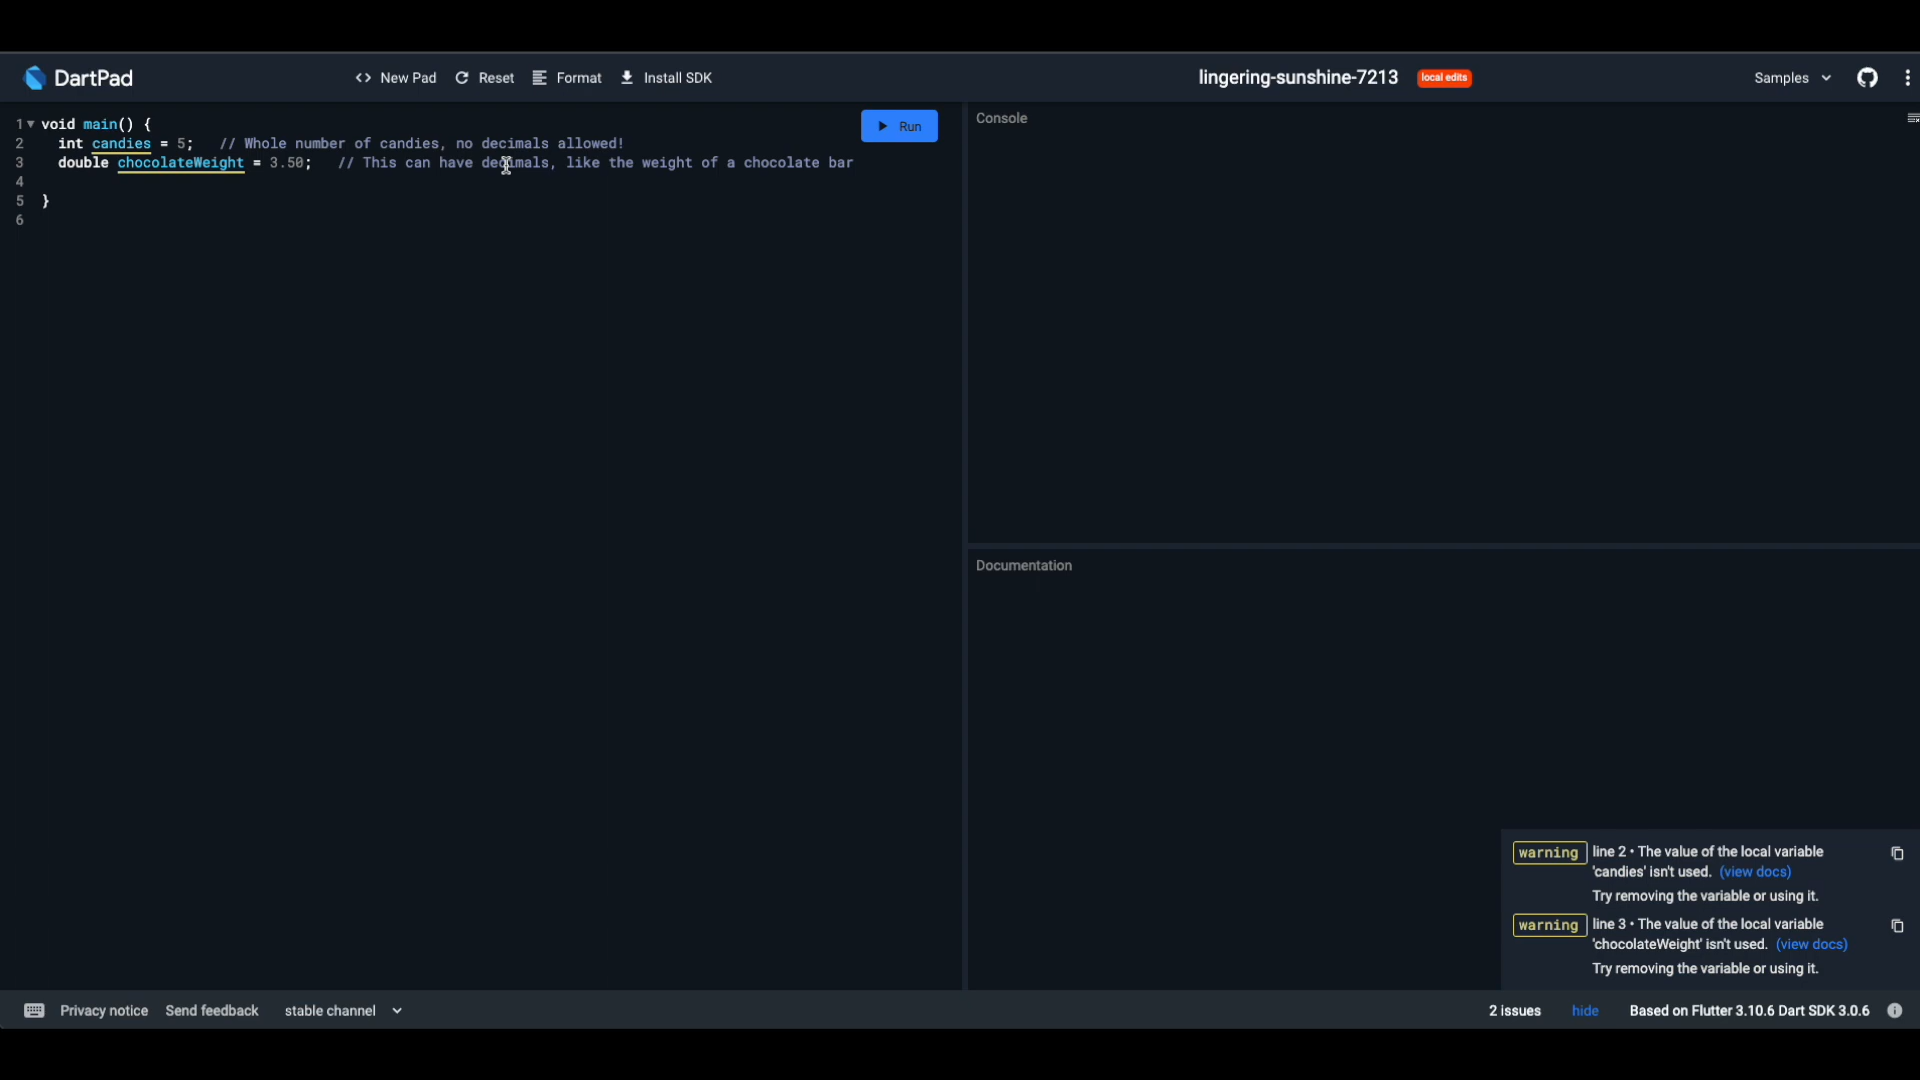 DartPad
<> New Pad
Reset
Format
Install SDK
lingering-sunshine-7213
local edits
Samples
1 void main() {
2   int candies = 5;   // Whole number of candies, no decimals allowed!
3   double chocolateWeight = 3.50;   // This can have decimals, like the weight of a chocolate bar
4
5 }
6
Run
Console
Documentation
warning line 2 • The value of the local variable
'candies' isn't used. (view docs)
Try removing the variable or using it.
warning line 3 • The value of the local variable
'chocolateWeight' isn't used. (view docs)
Try removing the variable or using it.
Privacy notice
Send feedback
stable channel
2 issues
hide
Based on Flutter 3.10.6 Dart SDK 3.0.6